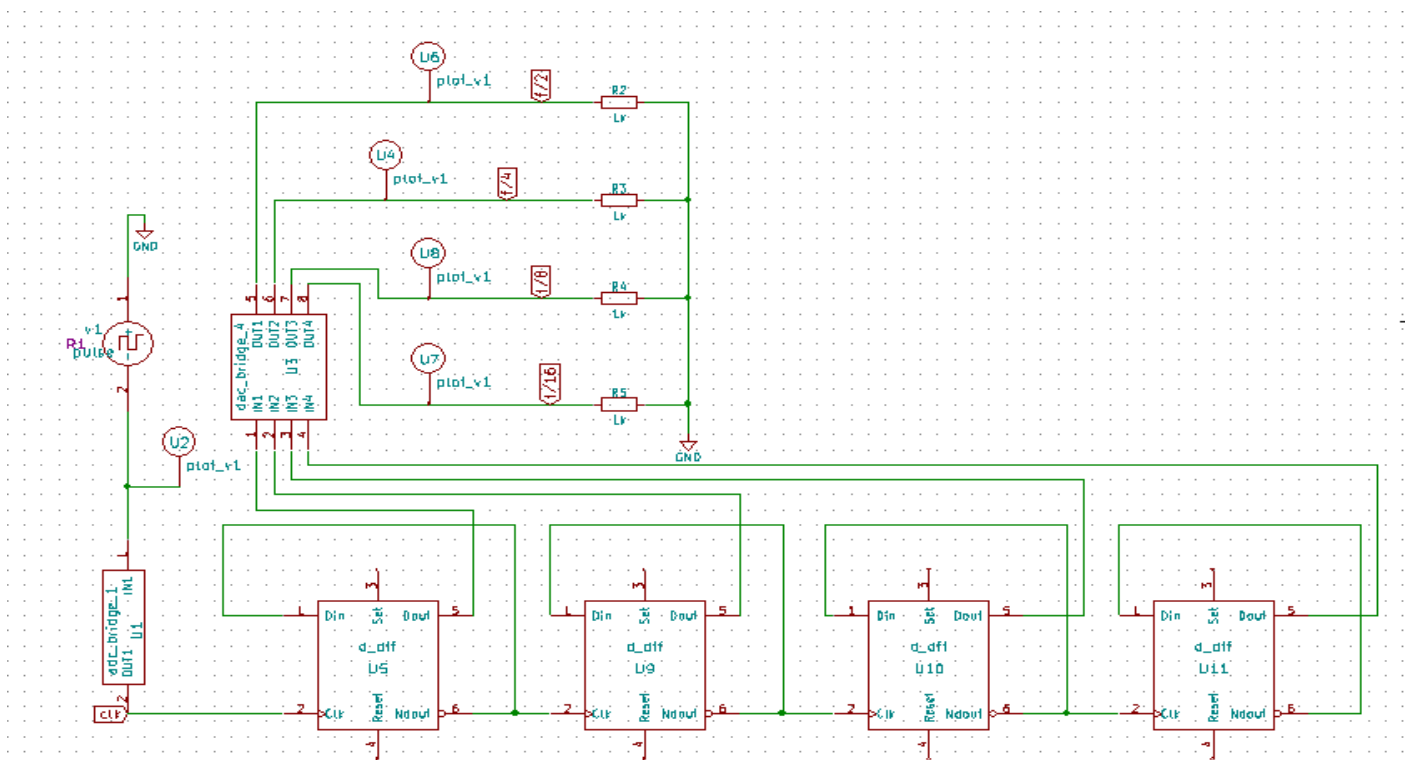 U6
plot_v1
f/2
R2
1k
U4
plot_v1
f/4
R3
1k
GND
U8
plot_v1
f/8
R4
1k
1
v1
R1
pulse
2
5
6
7
8
OUT1
OUT2
OUT3
OUT4
dac_bridge_4
U3
IN1
IN2
IN3
IN4
1
2
3
4
U7
plot_v1
f/16
R5
1k
GND
U2
plot_v1
1
IN1
adc_bridge_1
U1
OUT1
2
clk
3
1
Din
Set
Dout
5
d_dff
U5
2
Clk
Reset
Ndout
6
4
3
1
Din
Set
Dout
5
d_dff
U9
2
Clk
Reset
Ndout
6
4
3
1
Din
Set
Dout
5
d_dff
U10
2
Clk
Reset
Ndout
6
4
3
1
Din
Set
Dout
5
d_dff
U11
2
Clk
Reset
Ndout
6
4